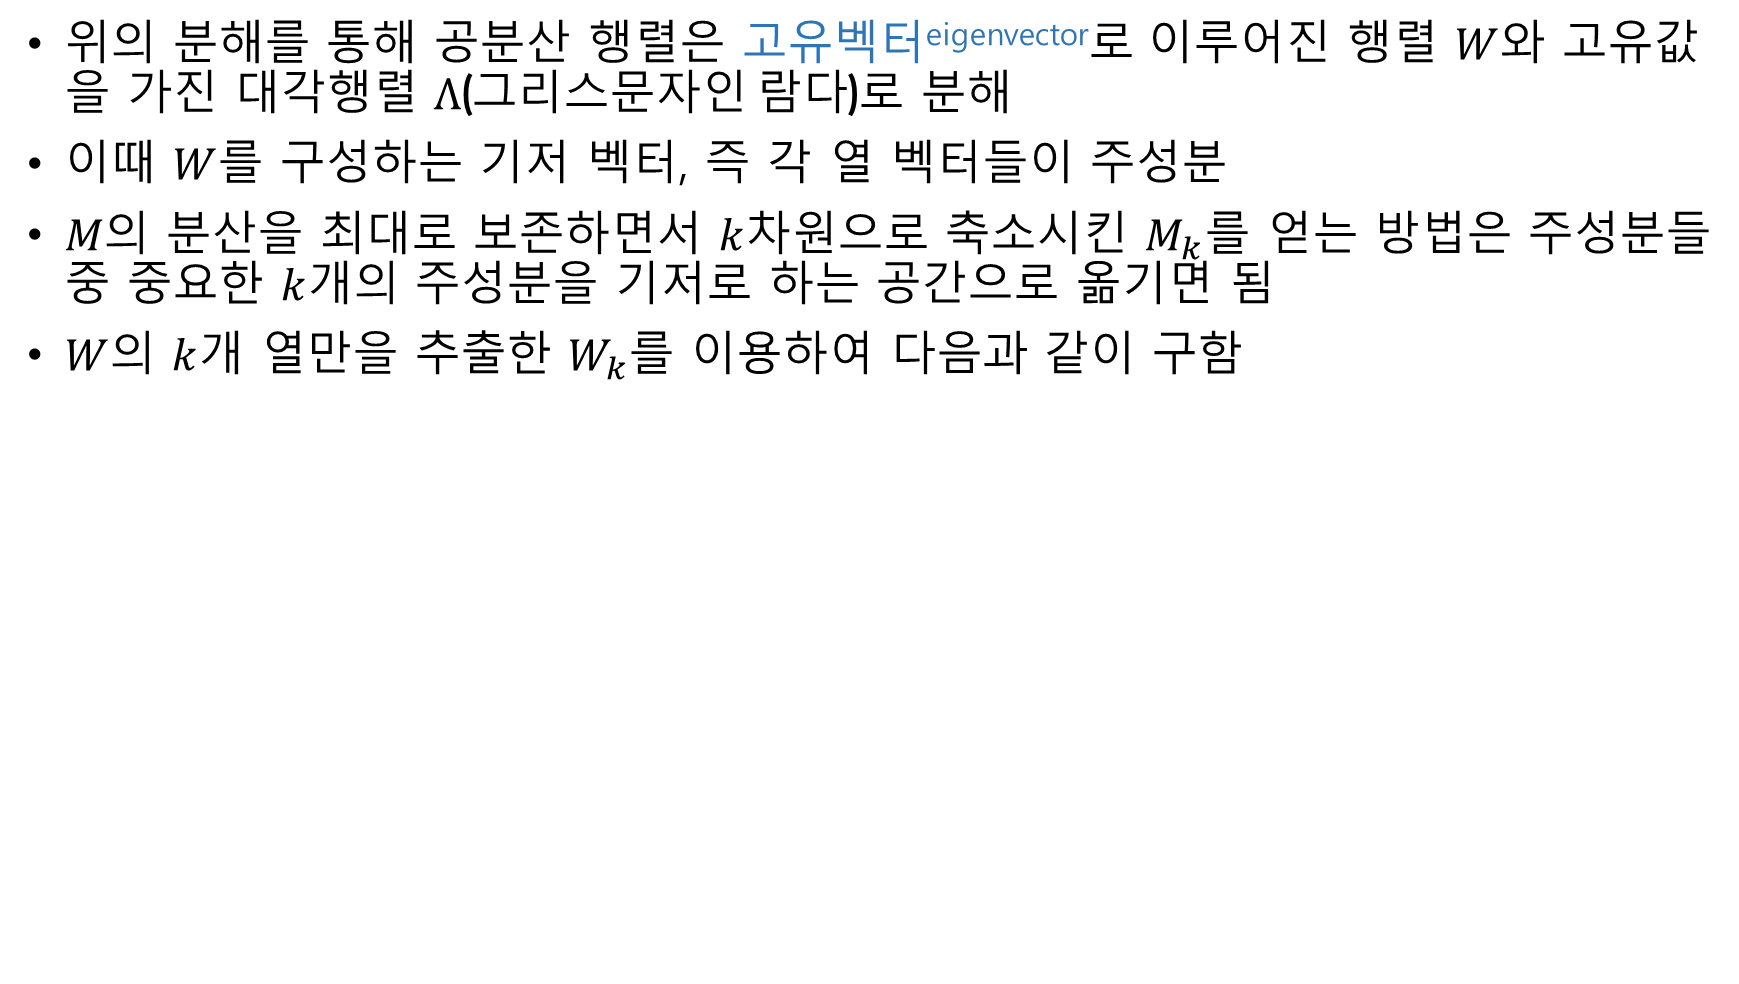 • 위의 분해를 통해 공분산 행렬은 고유벡터eigenvector로 이루어진 행렬 W와 고유값
을 가진 대각행렬 Λ(그리스문자인 람다)로 분해
• 이때 W를 구성하는 기저 벡터, 즉 각 열 벡터들이 주성분
• M의 분산을 최대로 보존하면서 k차원으로 축소시킨 Mₖ를 얻는 방법은 주성분들
중 중요한 k개의 주성분을 기저로 하는 공간으로 옮기면 됨
• W의 k개 열만을 추출한 Wₖ를 이용하여 다음과 같이 구함